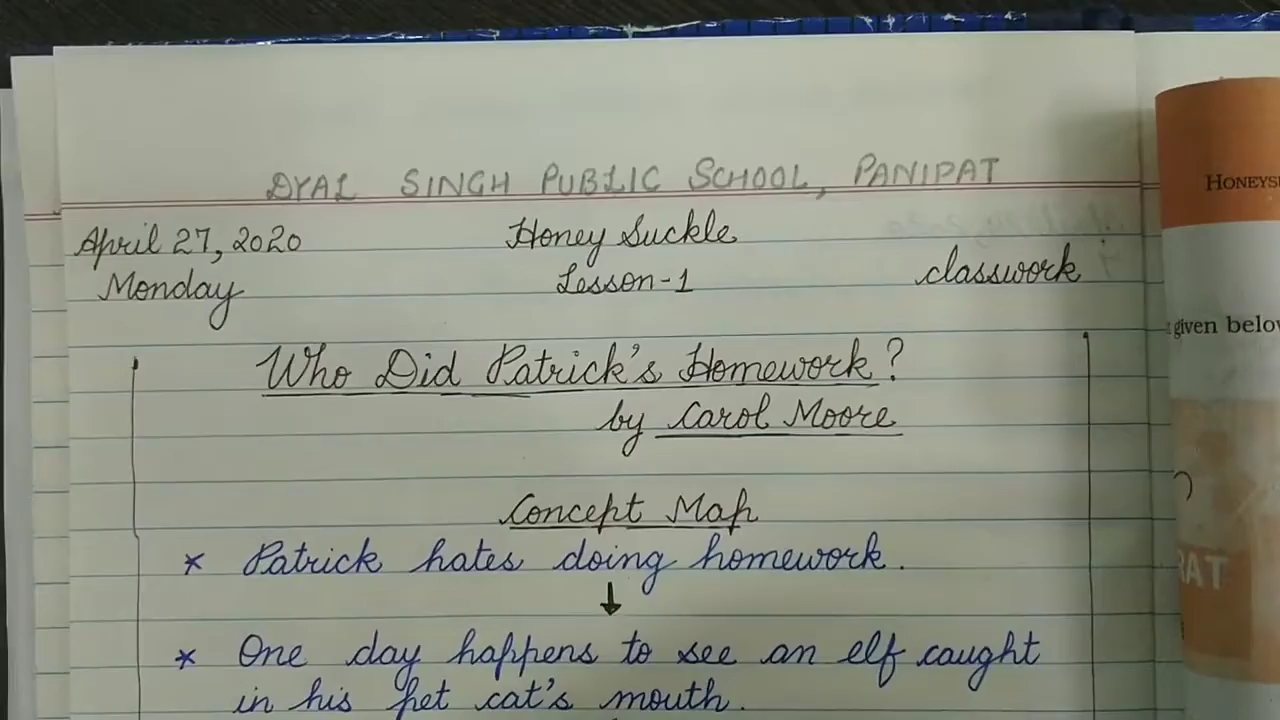 DYAL SINGH PUBLIC SCHOOL, PANIPAT
April 27, 2020 Honey Suckle
Monday Lesson-1 classwork
Who Did Patrick's Homework?
by Carol Moore
Concept Map
* Patrick hates doing homework.
↓
* One day happens to see an elf caught
in his pet cat's mouth.
given below
RAT